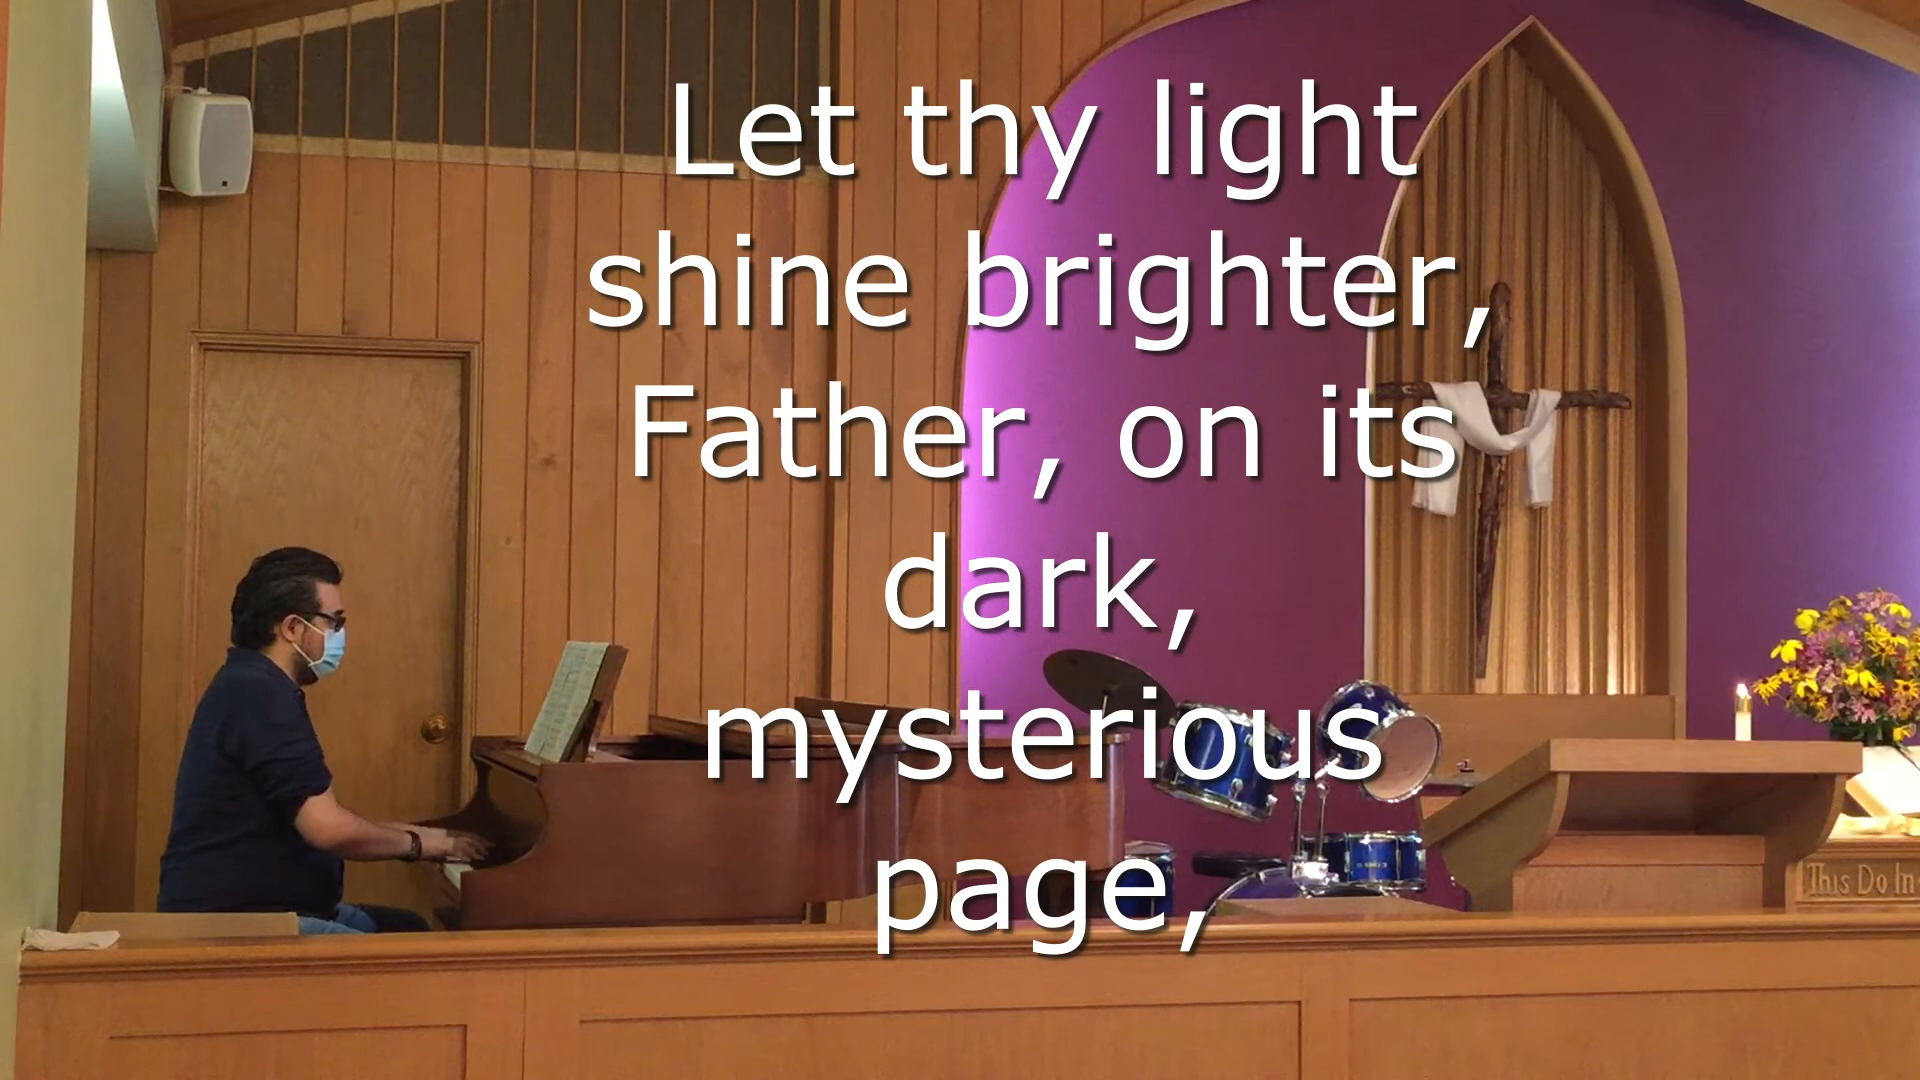 Let thy light
shine brighter,
Father, on its
dark,
mysterious
page,
This Do In